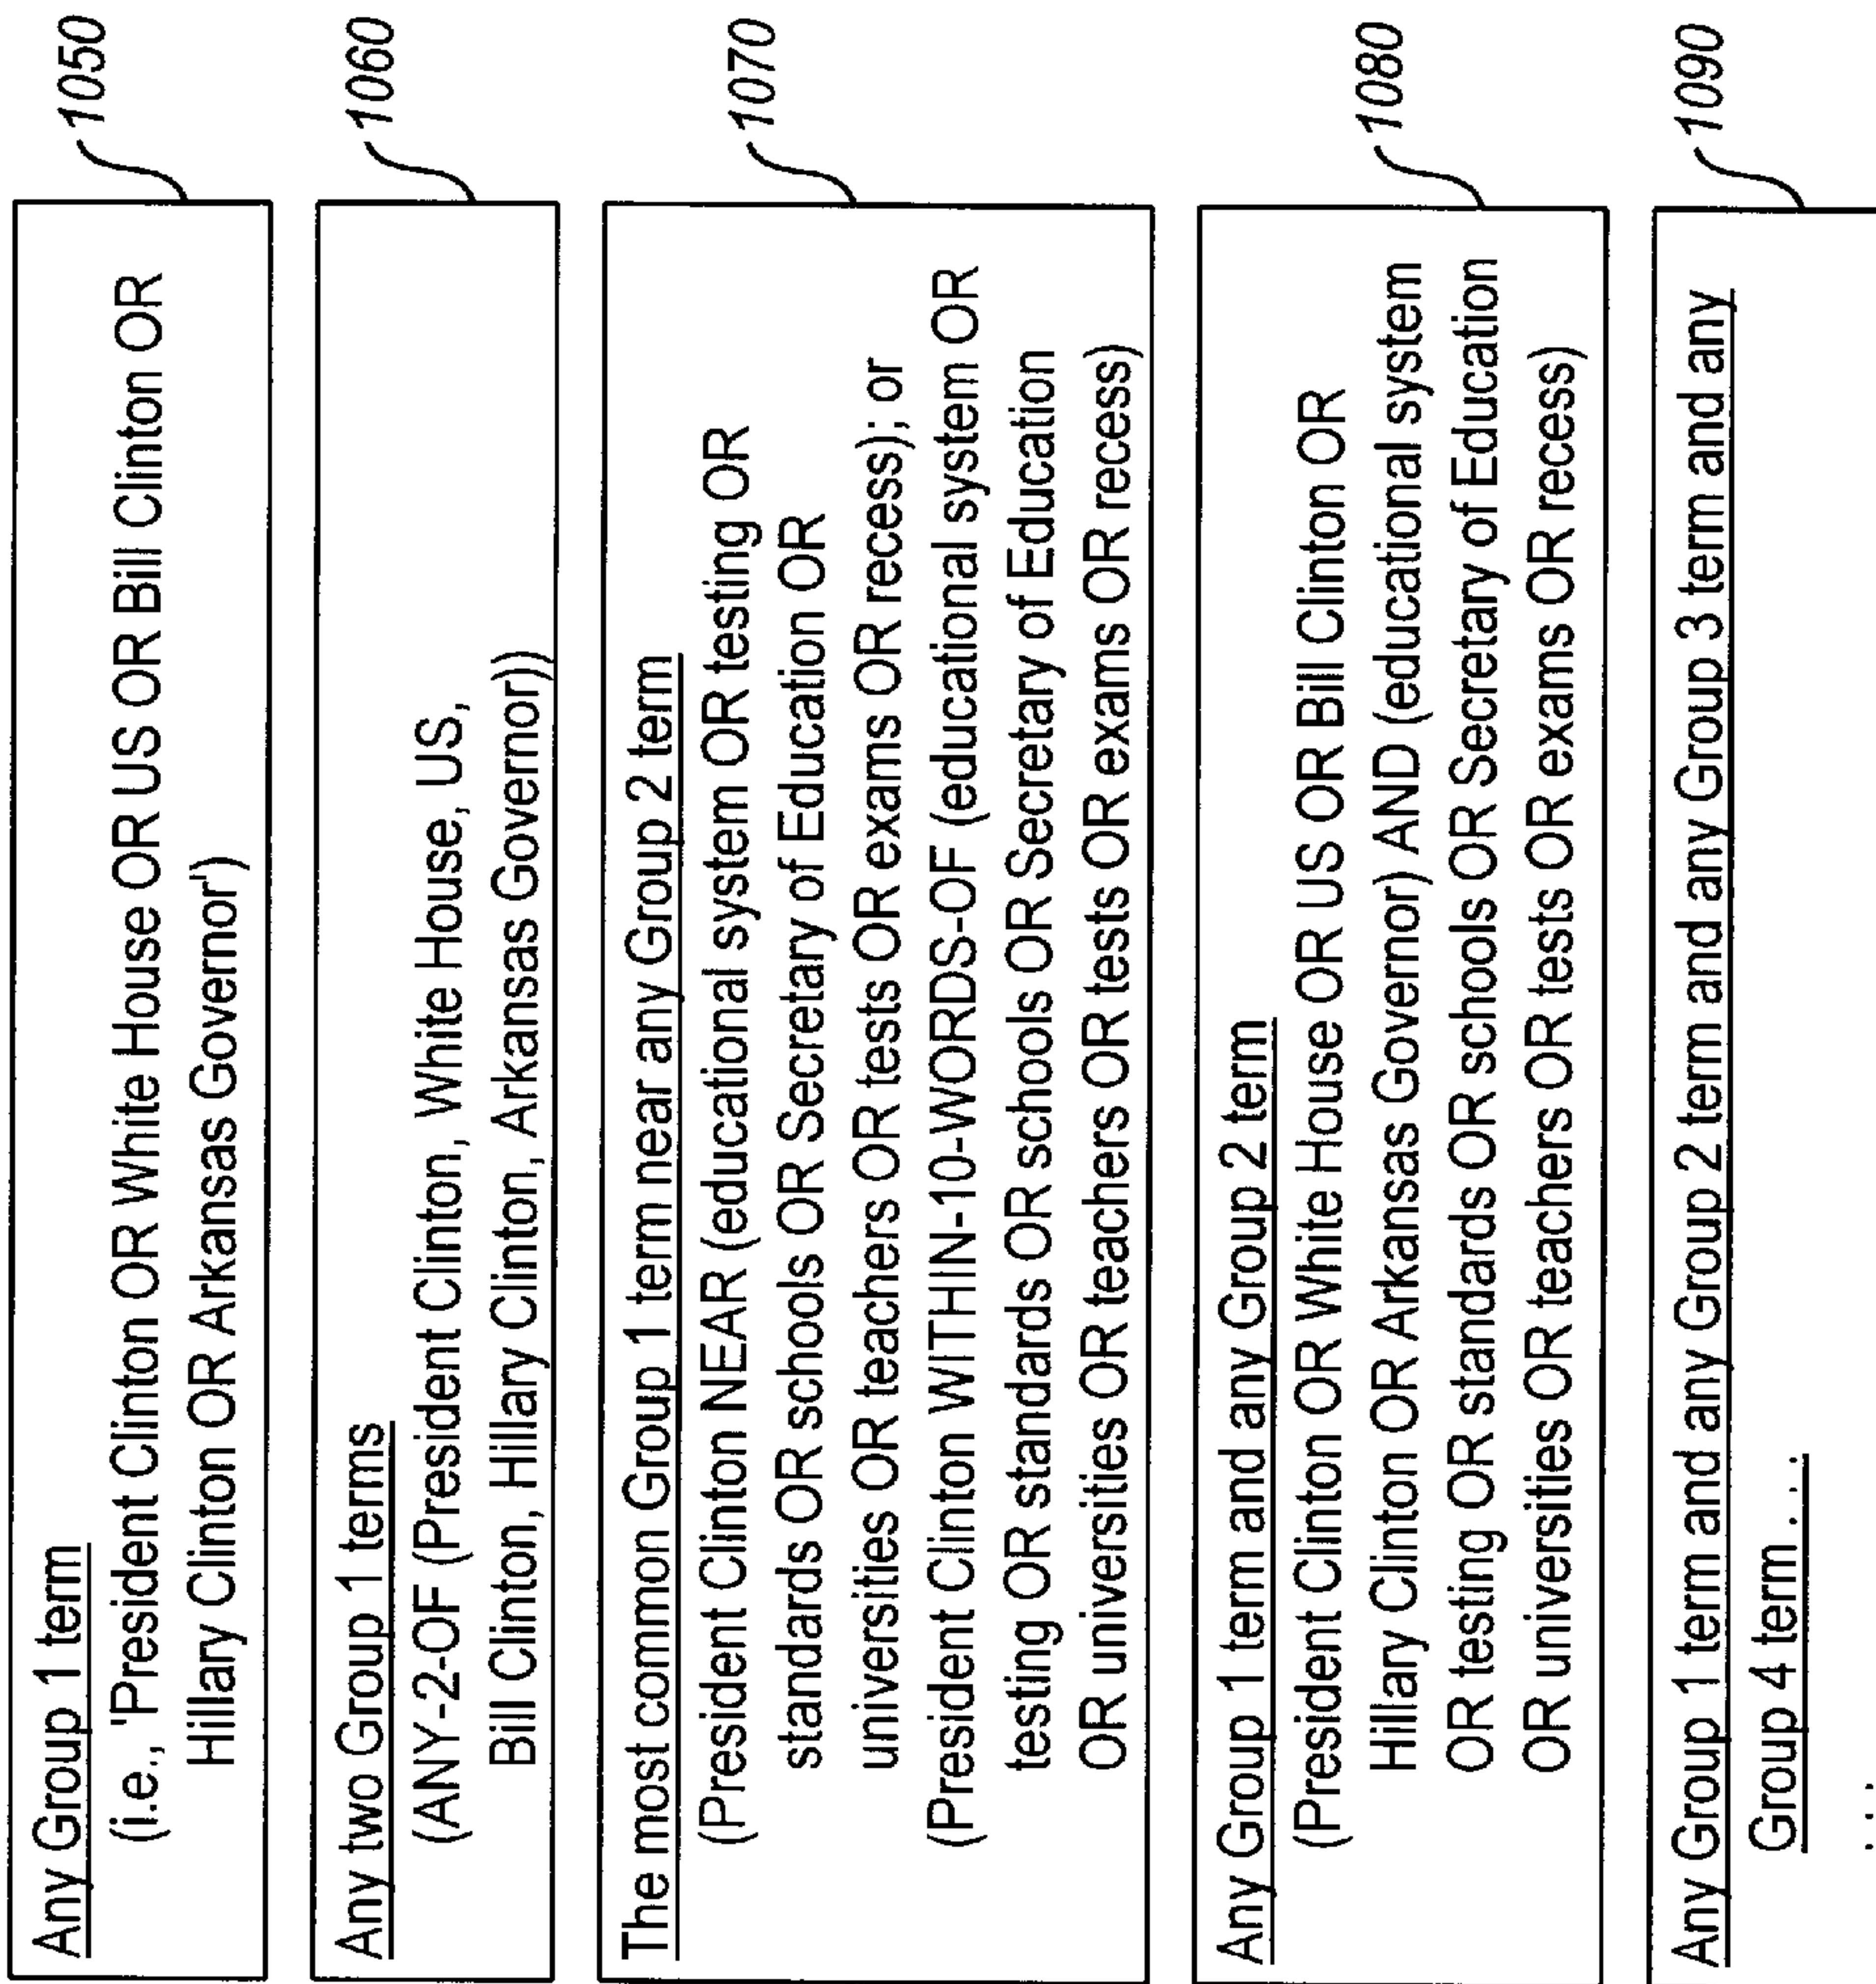 Any Group 1 term
(i.e., 'President Clinton OR White House OR US OR Bill Clinton OR
Hillary Clinton OR Arkansas Governor')
1050
Any two Group 1 terms
(ANY-2-OF (President Clinton, White House, US,
Bill Clinton, Hillary Clinton, Arkansas Governor))
1060
The most common Group 1 term near any Group 2 term
(President Clinton NEAR (educational system OR testing OR
standards OR schools OR Secretary of Education OR
universities OR teachers OR tests OR exams OR recess); or
(President Clinton WITHIN-10-WORDS-OF (educational system OR
testing OR standards OR schools OR Secretary of Education
OR universities OR teachers OR tests OR exams OR recess)
1070
Any Group 1 term and any Group 2 term
(President Clinton OR White House OR US OR Bill Clinton OR
Hillary Clinton OR Arkansas Governor) AND (educational system
OR testing OR standards OR schools OR Secretary of Education
OR universities OR teachers OR tests OR exams OR recess)
1080
Any Group 1 term and any Group 2 term and any Group 3 term and any
Group 4 term . . .
. . .
1090